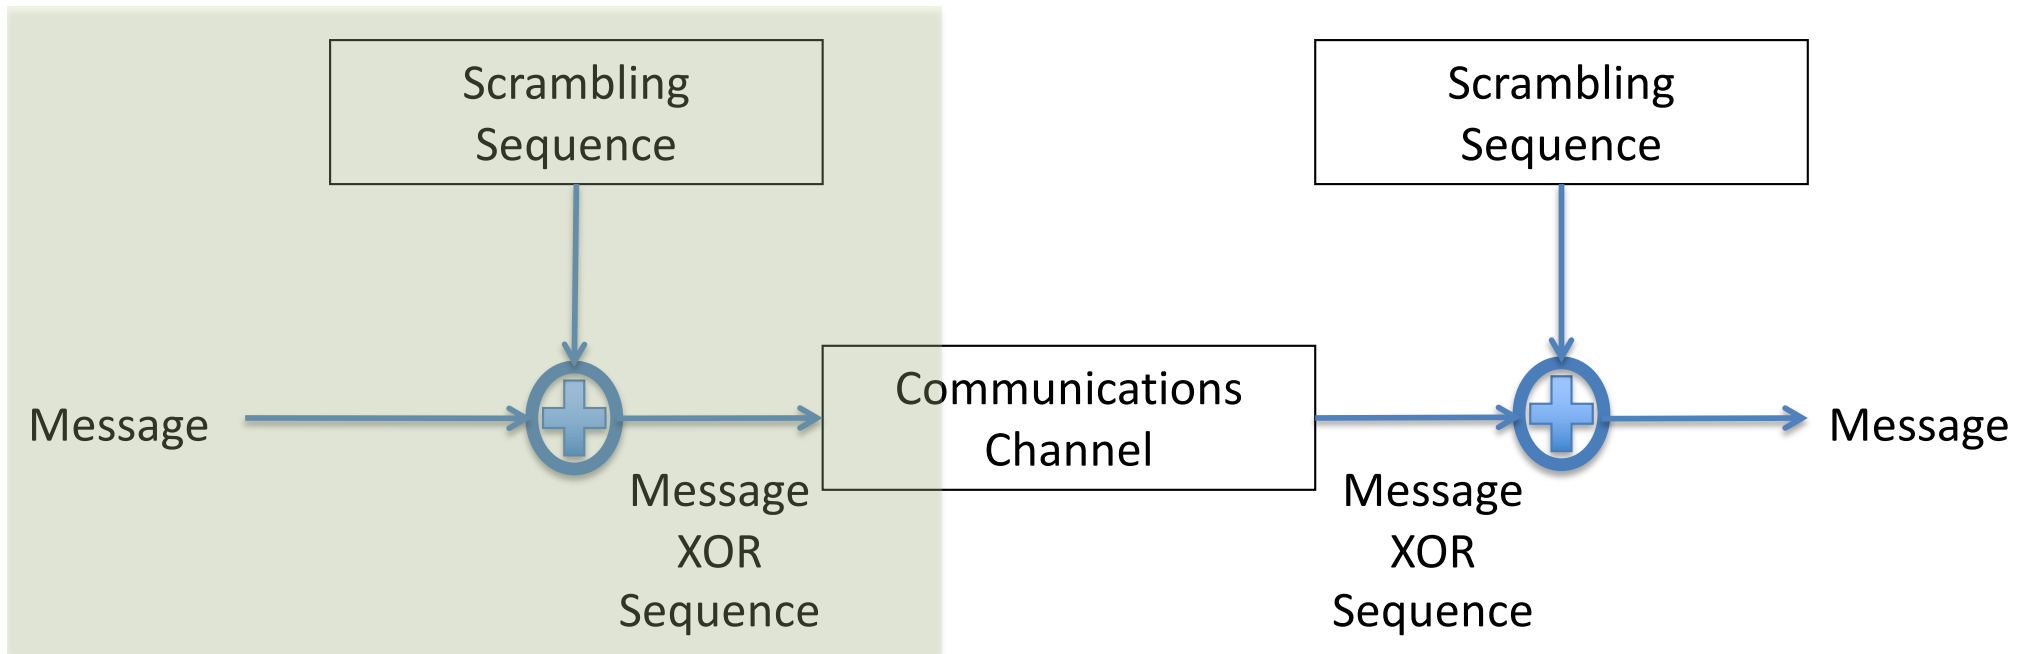 Scrambling
Sequence
Scrambling
Sequence
Message
Communications
Channel
Message
Message
XOR
Sequence
Message
XOR
Sequence